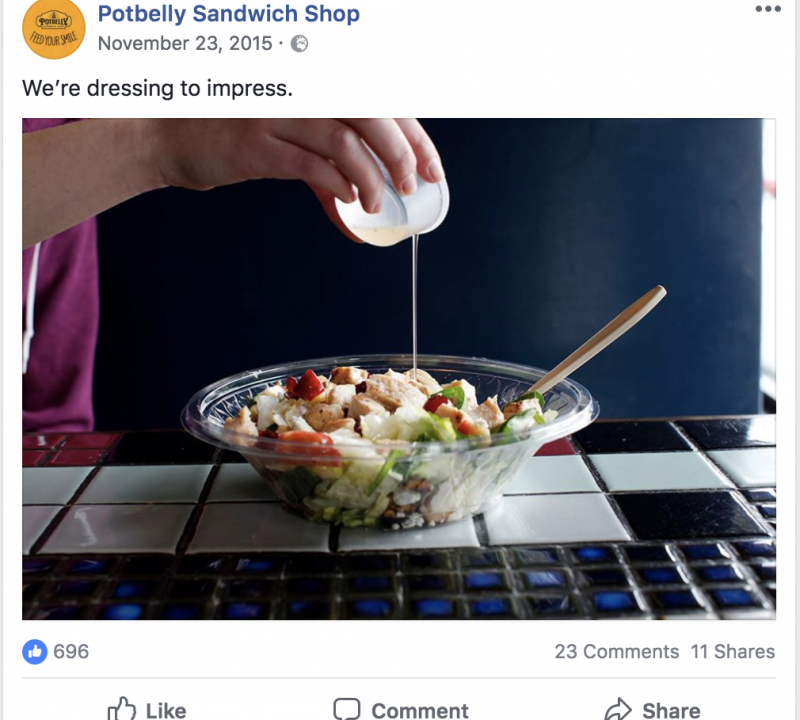 POTBELLY
FEED YOUR SMILE
Potbelly Sandwich Shop
November 23, 2015 ·
We’re dressing to impress.
696
23 Comments 11 Shares
Like Comment Share